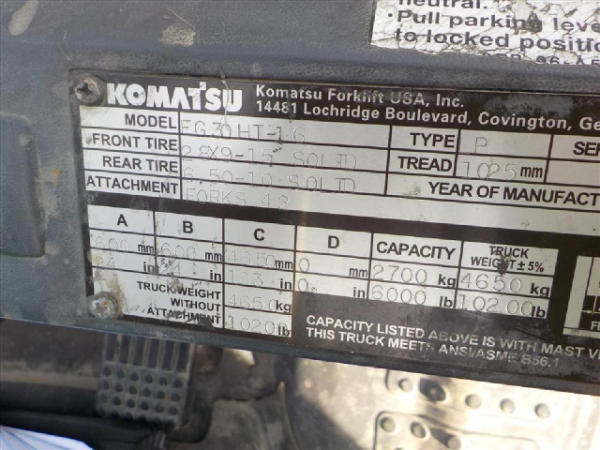 neutral.
·Pull parking leve
to locked position
KOMATSU Komatsu Forklift USA, Inc.
14481 Lochridge Boulevard, Covington, Ge
MODEL FG30HT-16
FRONT TIRE 28X9-15 SOLID TYPE P SER
REAR TIRE 6.50-10 SOLID TREAD 1025 mm
ATTACHMENT FORKS 48 YEAR OF MANUFACT
A B C D CAPACITY TRUCK WEIGHT ± 5%
600 mm 600 mm mm 0 mm 2700 kg 4650 kg
24 in in in 0 in 6000 lb 10200 lb
TRUCK WEIGHT
WITHOUT 4650 kg
ATTACHMENT lb
CAPACITY LISTED ABOVE IS WITH MAST VE
THIS TRUCK MEETS ANSI/ASME B56.1